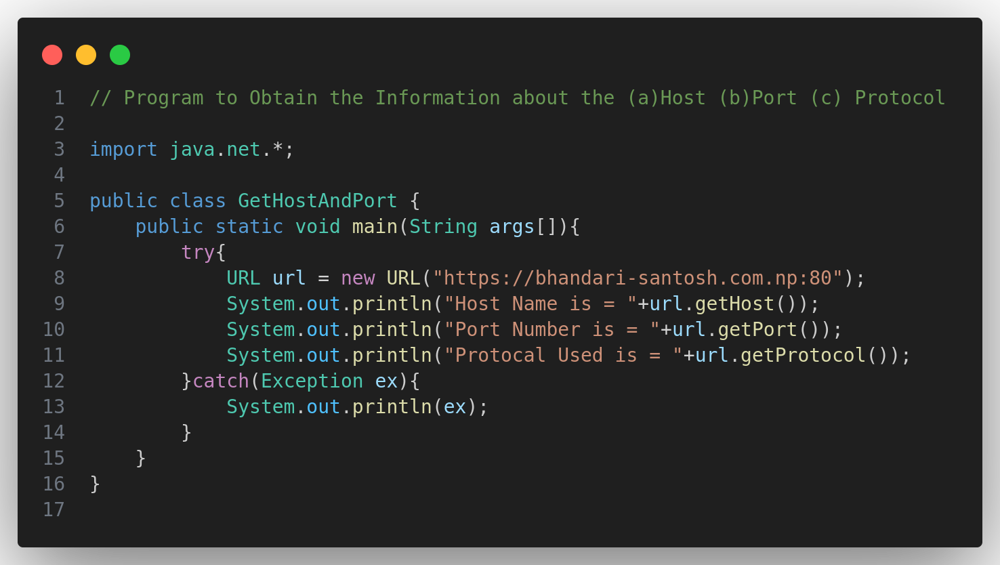 1 // Program to Obtain the Information about the (a)Host (b)Port (c) Protocol
2
3 import java.net.*;
4
5 public class GetHostAndPort {
6     public static void main(String args[]){
7         try{
8             URL url = new URL("https://bhandari-santosh.com.np:80");
9             System.out.println("Host Name is = "+url.getHost());
10             System.out.println("Port Number is = "+url.getPort());
11             System.out.println("Protocal Used is = "+url.getProtocol());
12         }catch(Exception ex){
13             System.out.println(ex);
14         }
15     }
16 }
17